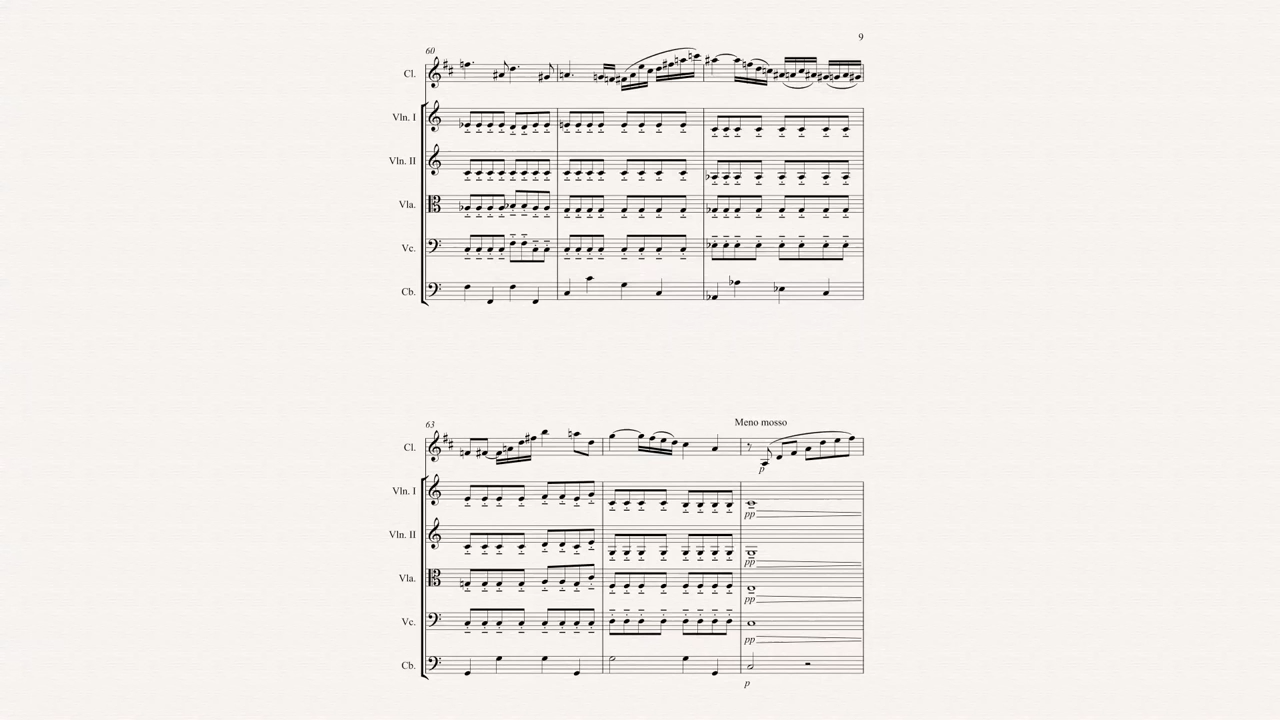 9
60
Cl.
Vln. I
Vln. II
Vla.
Vc.
Cb.
Meno mosso
63
Cl.
p
Vln. I
pp
Vln. II
pp
Vla.
pp
Vc.
pp
Cb.
p